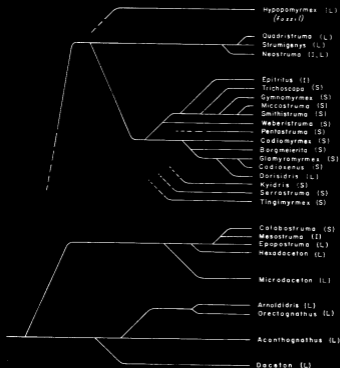 Hypopomyrmex (L)
(fossil)
Quadristruma (L)
Strumigenys (L)
Neostruma (I,L)
Epitritus (I)
Trichoscapa (S)
Gymnomyrmex (S)
Miccostruma (S)
Smithistruma (S)
Weberistruma (S)
Pentastruma (S)
Codiomyrmex (S)
Borgmeierita (S)
Glamyromyrmex (S)
Codioxenus (S)
Dorisidris (L)
Kyidris (S)
Serrastruma (S)
Tingimyrmex (S)
Colobostruma (S)
Mesostruma (I)
Epopostruma (L)
Hexadaceton (L)
Microdaceton (L)
Arnoldidris (L)
Orectognathus (L)
Acanthognathus (L)
Daceton (L)